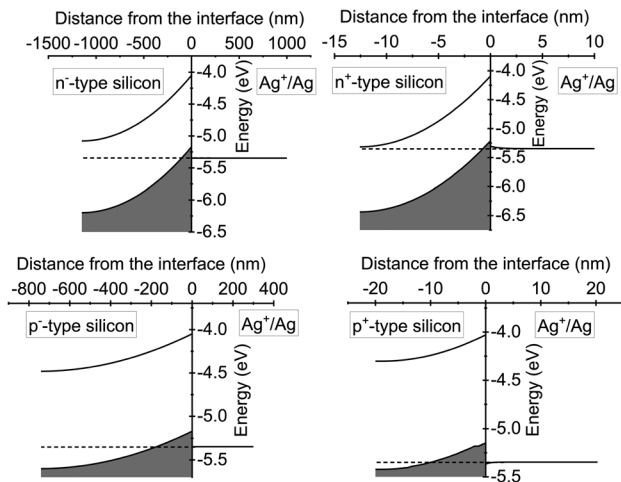 Distance from the interface (nm)
-1500 -1000 -500 0 500 1000
n⁻-type silicon
Ag⁺/Ag
Energy (eV)
-4.0
-4.5
-5.0
-5.5
-6.0
-6.5
Distance from the interface (nm)
-15 -10 -5 0 5 10
n⁺-type silicon
Ag⁺/Ag
Energy (eV)
-4.0
-4.5
-5.0
-5.5
-6.0
-6.5
Distance from the interface (nm)
-800 -600 -400 -200 0 200 400
p⁻-type silicon
Ag⁺/Ag
Energy (eV)
-4.0
-4.5
-5.0
-5.5
Distance from the interface (nm)
-20 -10 0 10 20
p⁺-type silicon
Ag⁺/Ag
Energy (eV)
-4.0
-4.5
-5.0
-5.5